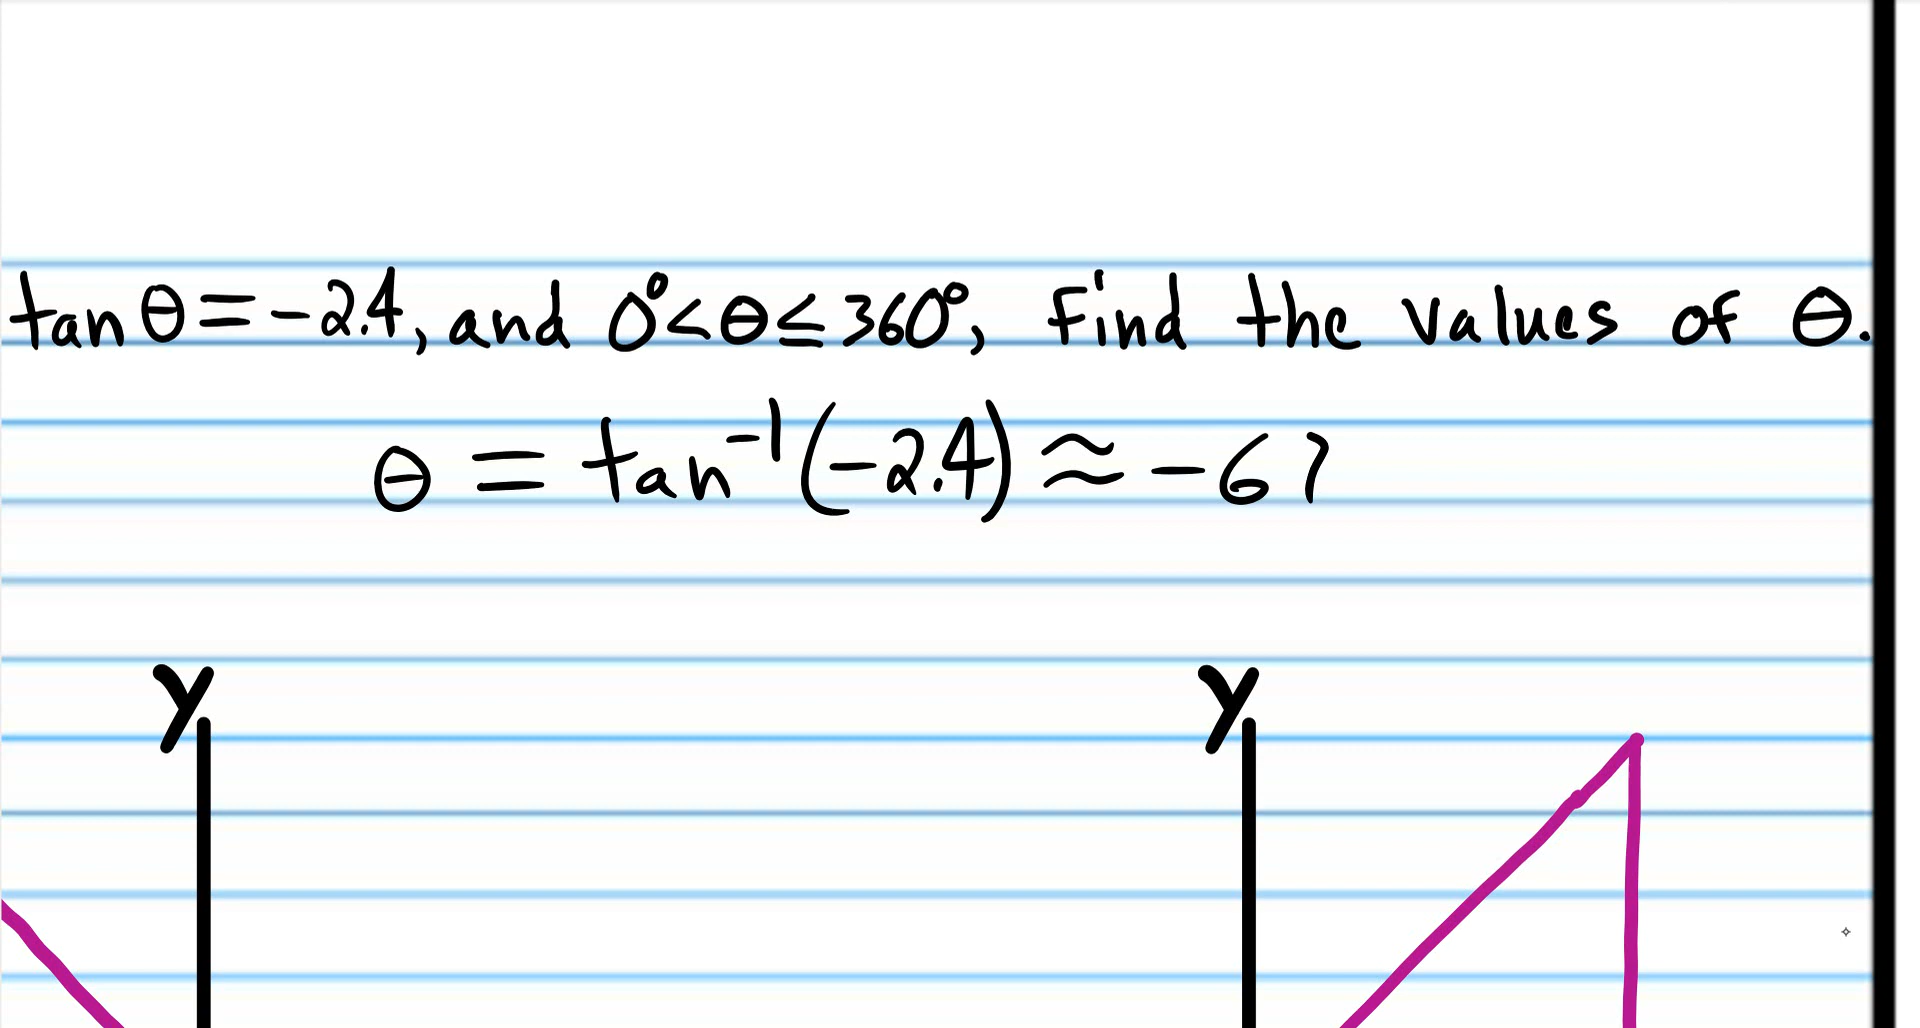 tan θ = -2.4, and 0° < θ ≤ 360°, find the values of θ.
θ = tan⁻¹(-2.4) ≈ -67
y
y